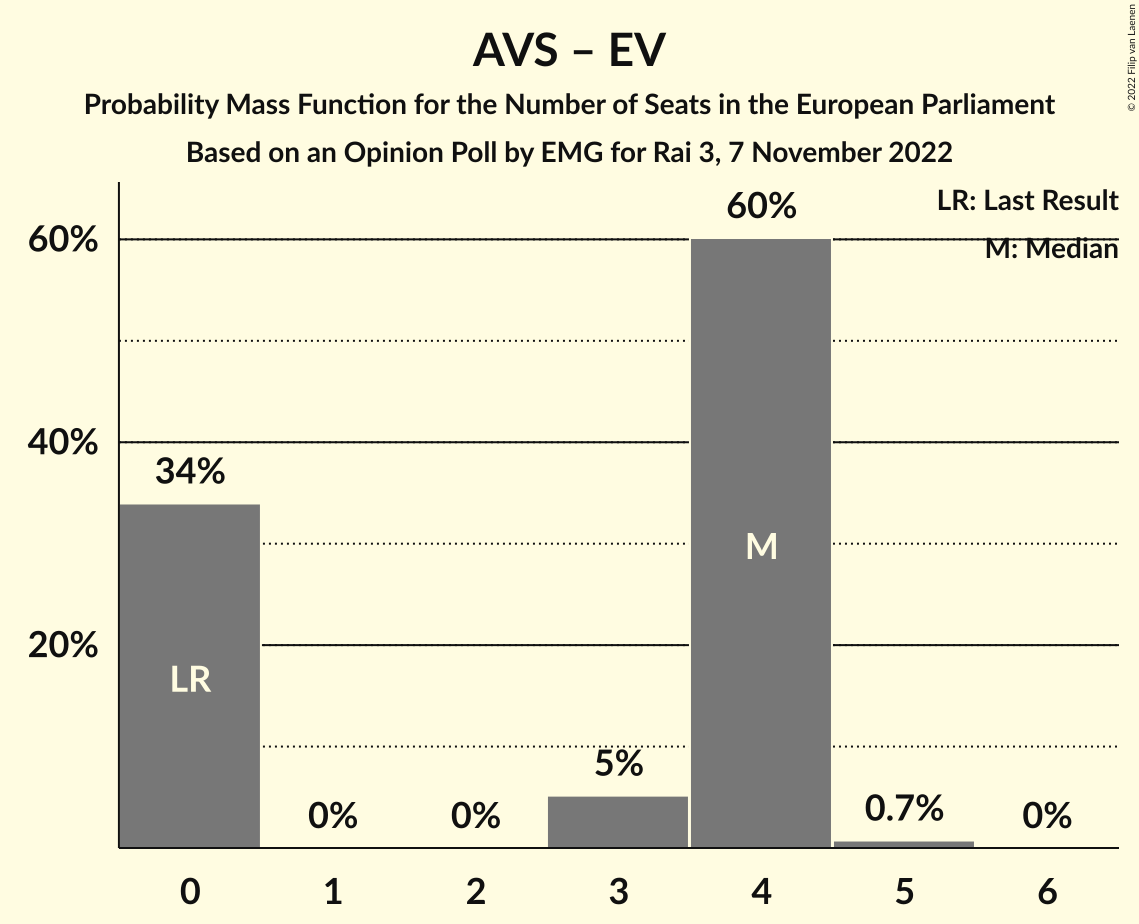 AVS – EV
Probability Mass Function for the Number of Seats in the European Parliament
Based on an Opinion Poll by EMG for Rai 3, 7 November 2022
© 2022 Filip van Laenen
LR: Last Result
M: Median
60%
40%
20%
34%
0%
0%
5%
60%
0.7%
0%
LR
M
0 1 2 3 4 5 6